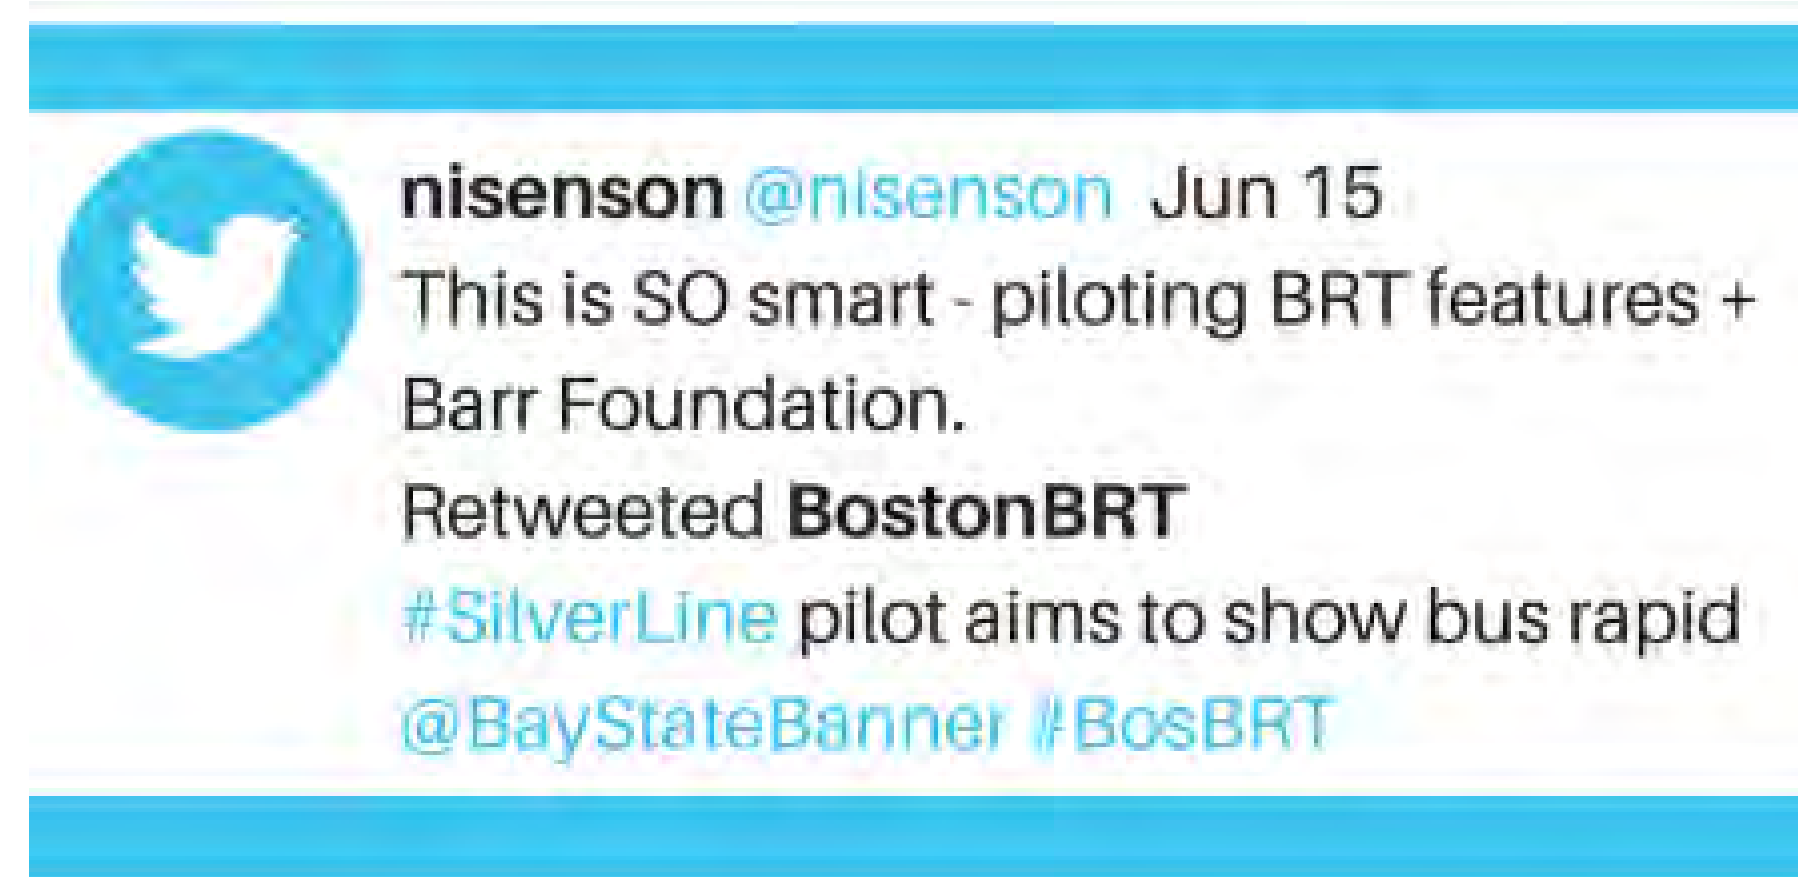 nisenson @nisenson Jun 15
This is SO smart - piloting BRT features +
Barr Foundation.
Retweeted BostonBRT
#SilverLine pilot aims to show bus rapid
@BayStateBanner #BosBRT